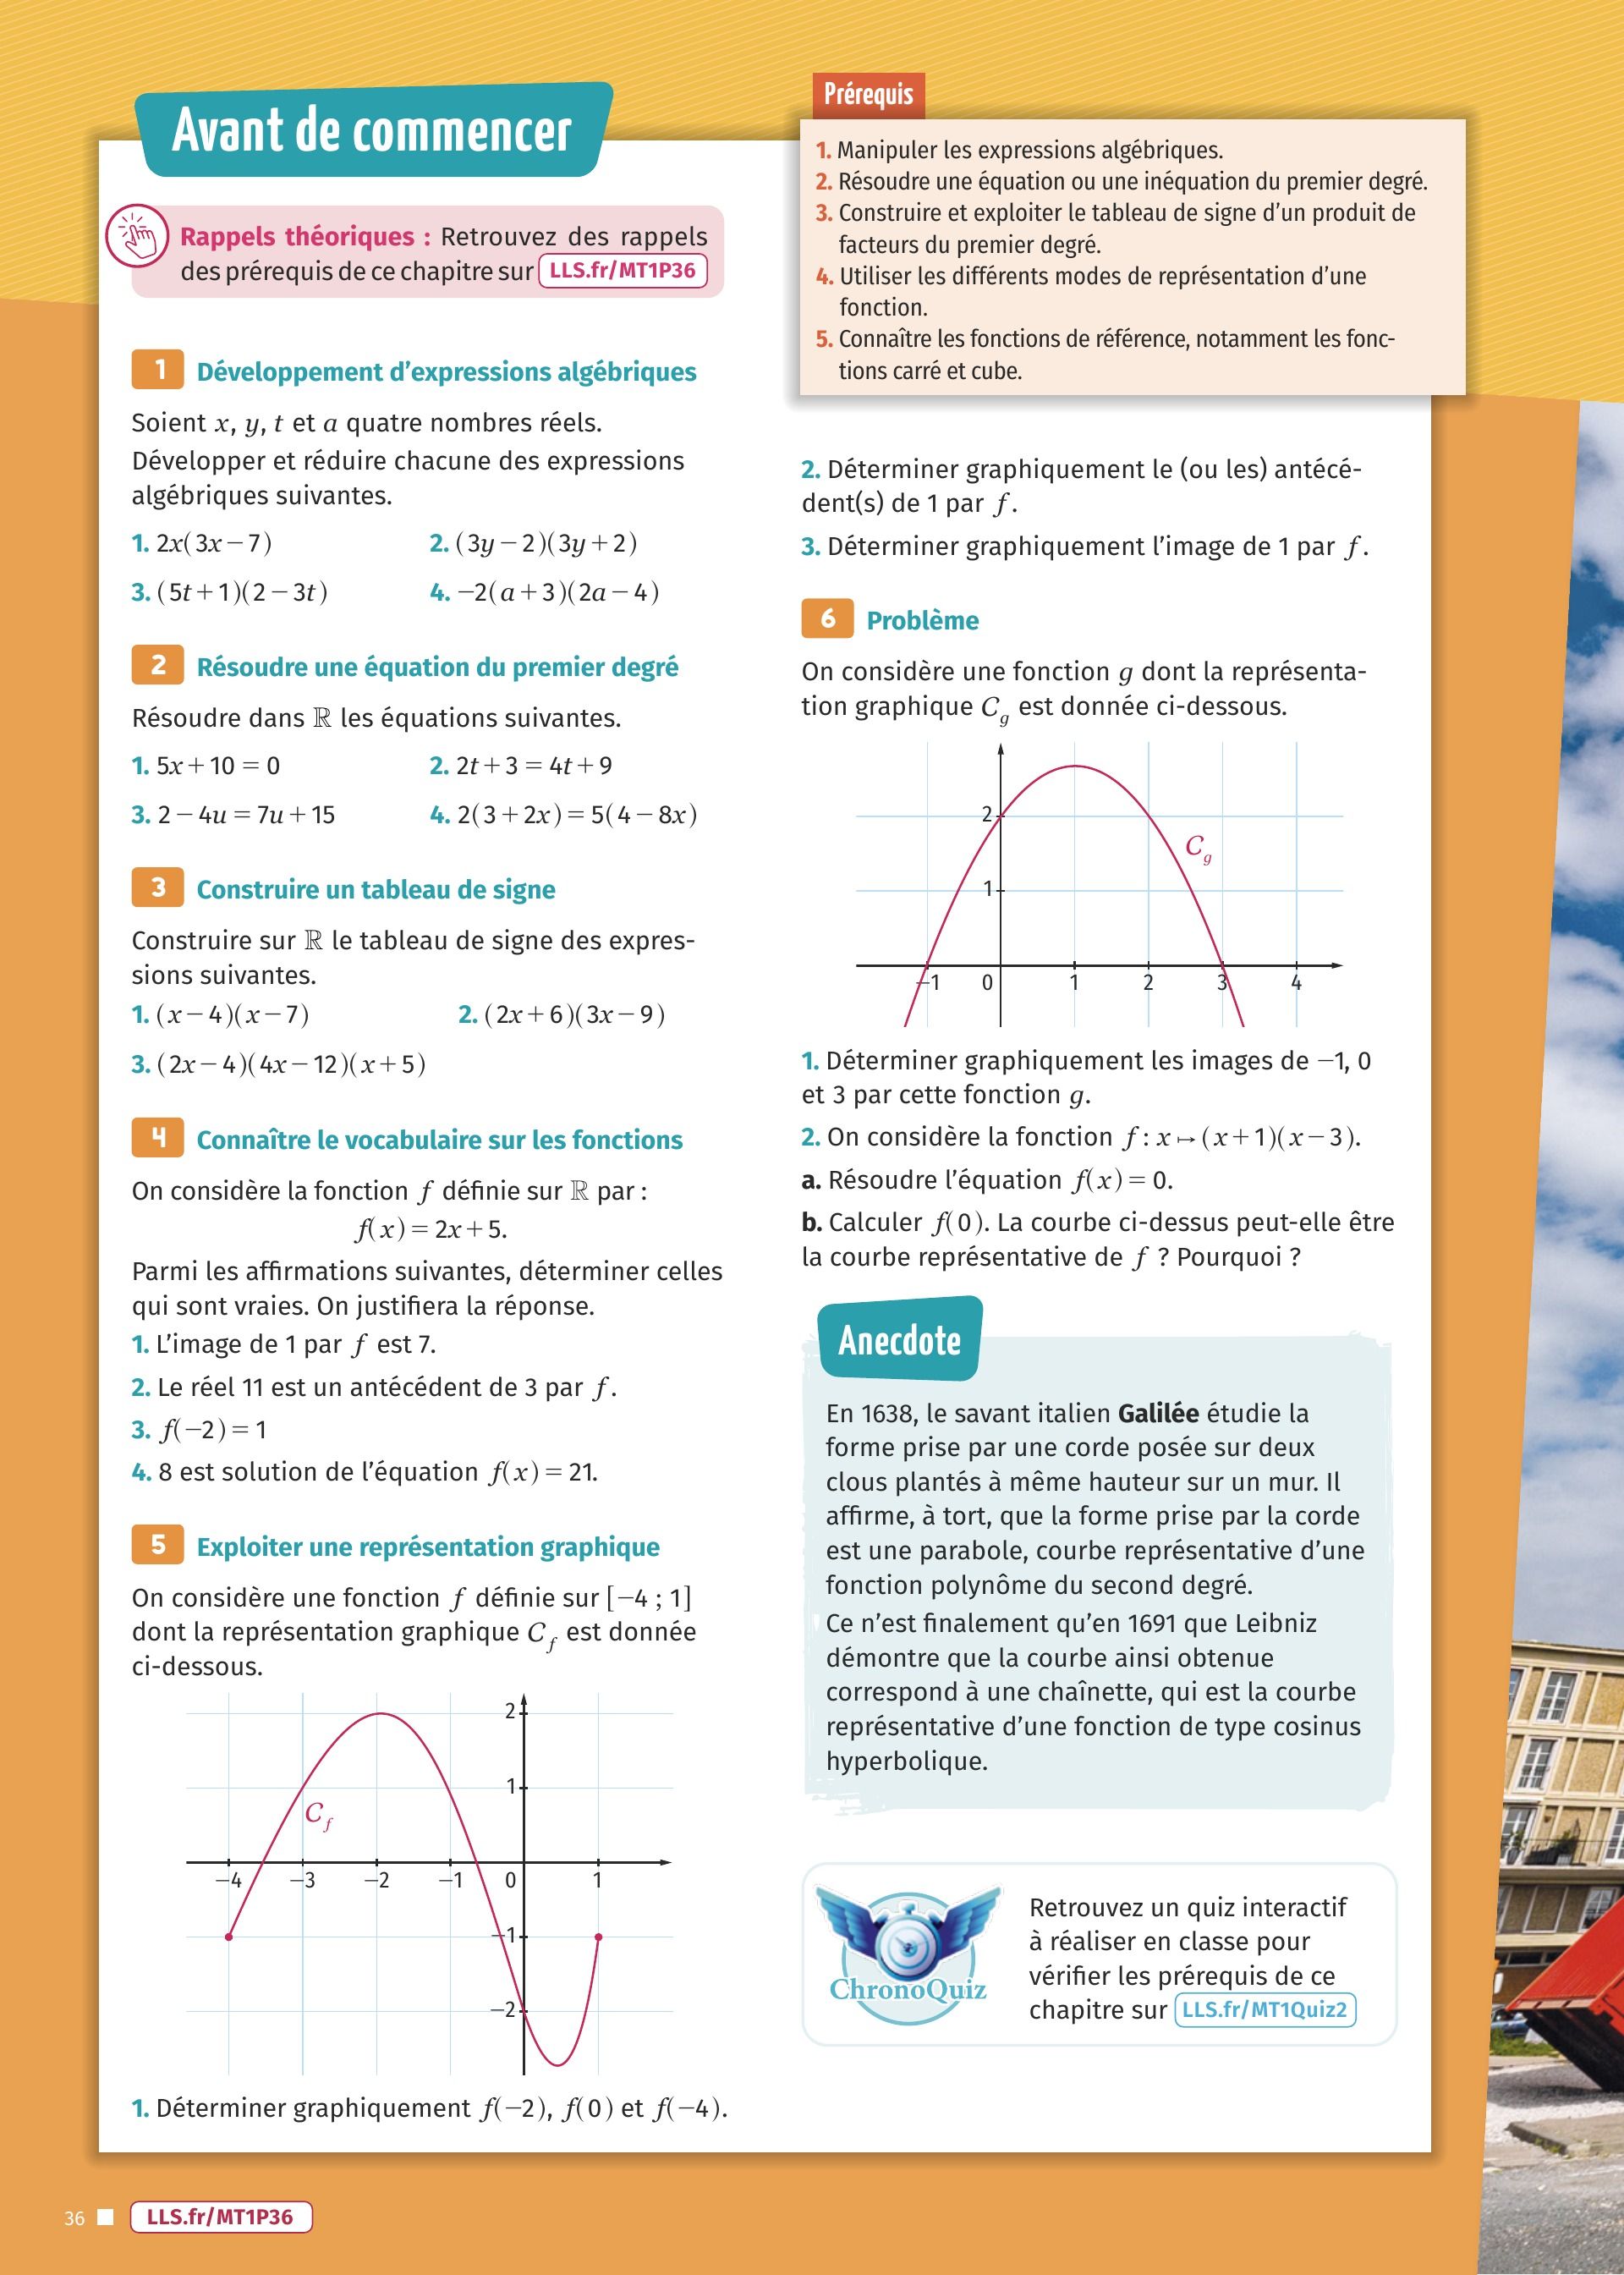 Avant de commencer
Rappels théoriques : Retrouvez des rappels
des prérequis de ce chapitre sur LLS.fr/MT1P36
Prérequis
1. Manipuler les expressions algébriques.
2. Résoudre une équation ou une inéquation du premier degré.
3. Construire et exploiter le tableau de signe d’un produit de
facteurs du premier degré.
4. Utiliser les différents modes de représentation d’une
fonction.
5. Connaître les fonctions de référence, notamment les fonc-
tions carré et cube.
1 Développement d’expressions algébriques
Soient x, y, t et a quatre nombres réels.
Développer et réduire chacune des expressions
algébriques suivantes.
1. 2x(3x − 7) 2. (3y − 2)(3y + 2)
3. (5t + 1)(2 − 3t) 4. −2(a + 3)(2a − 4)
2 Résoudre une équation du premier degré
Résoudre dans ℝ les équations suivantes.
1. 5x + 10 = 0 2. 2t + 3 = 4t + 9
3. 2 − 4u = 7u + 15 4. 2(3 + 2x) = 5(4 − 8x)
3 Construire un tableau de signe
Construire sur ℝ le tableau de signe des expres-
sions suivantes.
1. (x − 4)(x − 7) 2. (2x + 6)(3x − 9)
3. (2x − 4)(4x − 12)(x + 5)
4 Connaître le vocabulaire sur les fonctions
On considère la fonction f définie sur ℝ par :
f(x) = 2x + 5.
Parmi les affirmations suivantes, déterminer celles
qui sont vraies. On justifiera la réponse.
1. L’image de 1 par f est 7.
2. Le réel 11 est un antécédent de 3 par f.
3. f(−2) = 1
4. 8 est solution de l’équation f(x) = 21.
5 Exploiter une représentation graphique
On considère une fonction f définie sur [−4 ; 1]
dont la représentation graphique C_f est donnée
ci-dessous.
2
1
C_f
−4 −3 −2 −1 0 1
−1
−2
1. Déterminer graphiquement f(−2), f(0) et f(−4).
2. Déterminer graphiquement le (ou les) antécé-
dent(s) de 1 par f.
3. Déterminer graphiquement l’image de 1 par f.
6 Problème
On considère une fonction g dont la représenta-
tion graphique C_g est donnée ci-dessous.
2
C_g
1
−1 0 1 2 3 4
1. Déterminer graphiquement les images de −1, 0
et 3 par cette fonction g.
2. On considère la fonction f : x ↦ (x + 1)(x − 3).
a. Résoudre l’équation f(x) = 0.
b. Calculer f(0). La courbe ci-dessus peut-elle être
la courbe représentative de f ? Pourquoi ?
Anecdote
En 1638, le savant italien Galilée étudie la
forme prise par une corde posée sur deux
clous plantés à même hauteur sur un mur. Il
affirme, à tort, que la forme prise par la corde
est une parabole, courbe représentative d’une
fonction polynôme du second degré.
Ce n’est finalement qu’en 1691 que Leibniz
démontre que la courbe ainsi obtenue
correspond à une chaînette, qui est la courbe
représentative d’une fonction de type cosinus
hyperbolique.
ChronoQuiz
Retrouvez un quiz interactif
à réaliser en classe pour
vérifier les prérequis de ce
chapitre sur LLS.fr/MT1Quiz2
36 LLS.fr/MT1P36